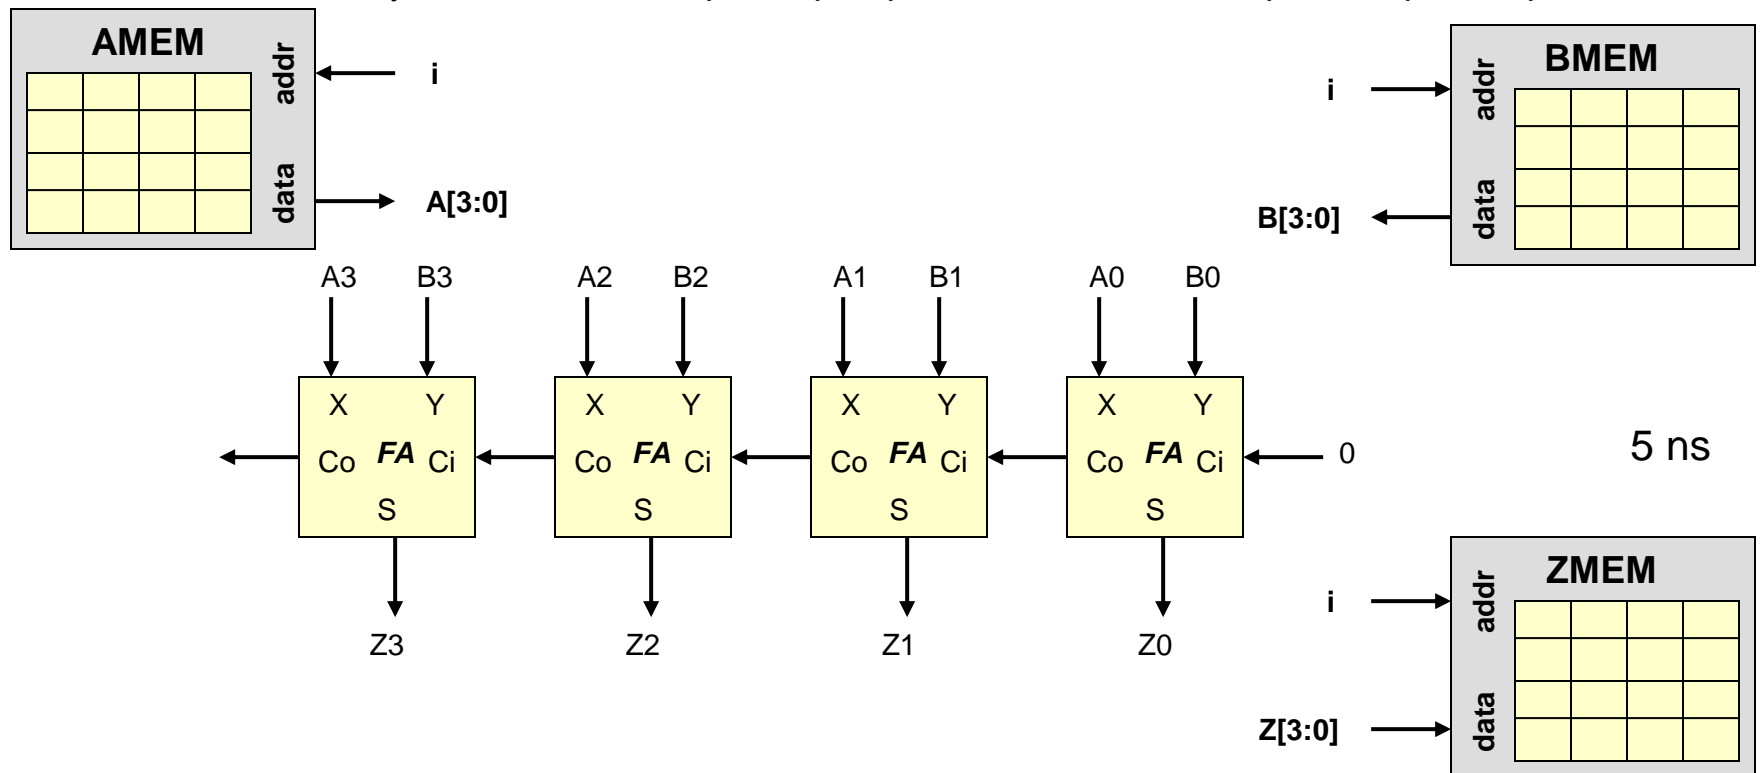 AMEM
addr
i
data
A[3:0]
BMEM
i
addr
B[3:0]
data
A3 B3 A2 B2 A1 B1 A0 B0
X Y X Y X Y X Y
Co FA Ci Co FA Ci Co FA Ci Co FA Ci 0
5 ns
S S S S
Z3 Z2 Z1 Z0
ZMEM
i
addr
Z[3:0]
data